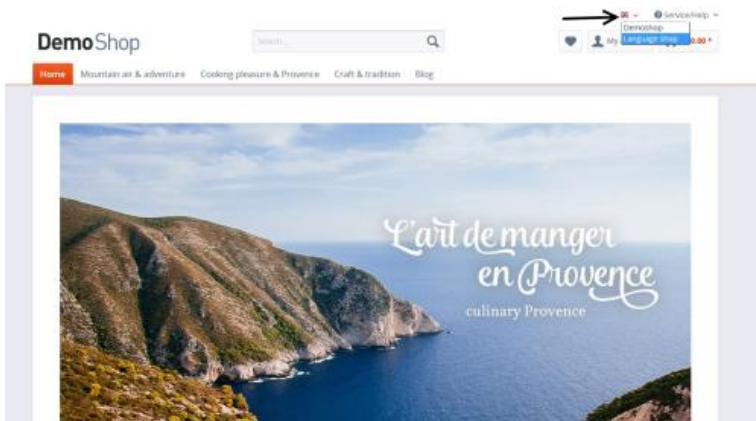 Service/Help
Demoshop
Language Shop
DemoShop
Search...
My
0.00 *
Home Mountain air & adventure Cooking pleasure & Provence Craft & tradition Blog
L'art de manger
en Provence
culinary Provence